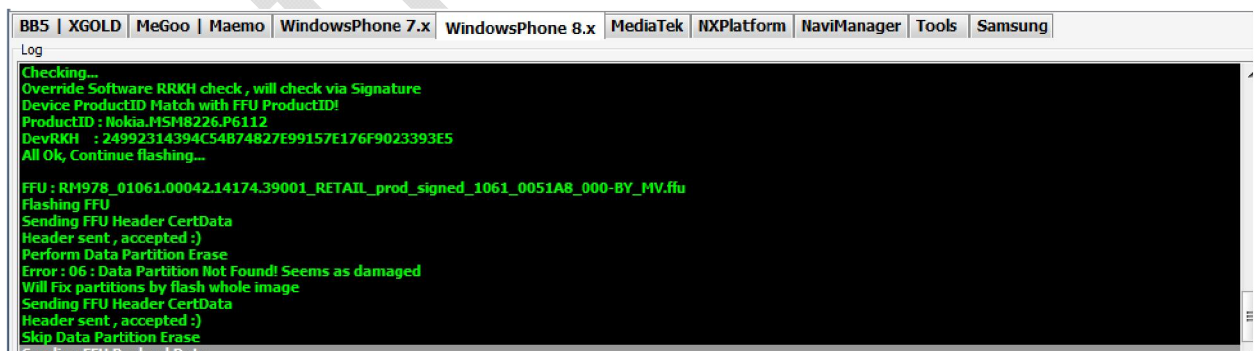 BB5 | XGOLD MeGoo | Maemo WindowsPhone 7.x WindowsPhone 8.x MediaTek NXPlatform NaviManager Tools Samsung
Log
Checking...
Override Software RRKH check , will check via Signature
Device ProductID Match with FFU ProductID!
ProductID : Nokia.MSM8226.P6112
DevRKH : 24992314394C54B74827E99157E176F9023393E5
All Ok, Continue flashing...
FFU : RM978_01061.00042.14174.39001_RETAIL_prod_signed_1061_0051A8_000-BY_MV.ffu
Flashing FFU
Sending FFU Header CertData
Header sent , accepted :)
Perform Data Partition Erase
Error : 06 : Data Partition Not Found! Seems as damaged
Will Fix partitions by flash whole image
Sending FFU Header CertData
Header sent , accepted :)
Skip Data Partition Erase